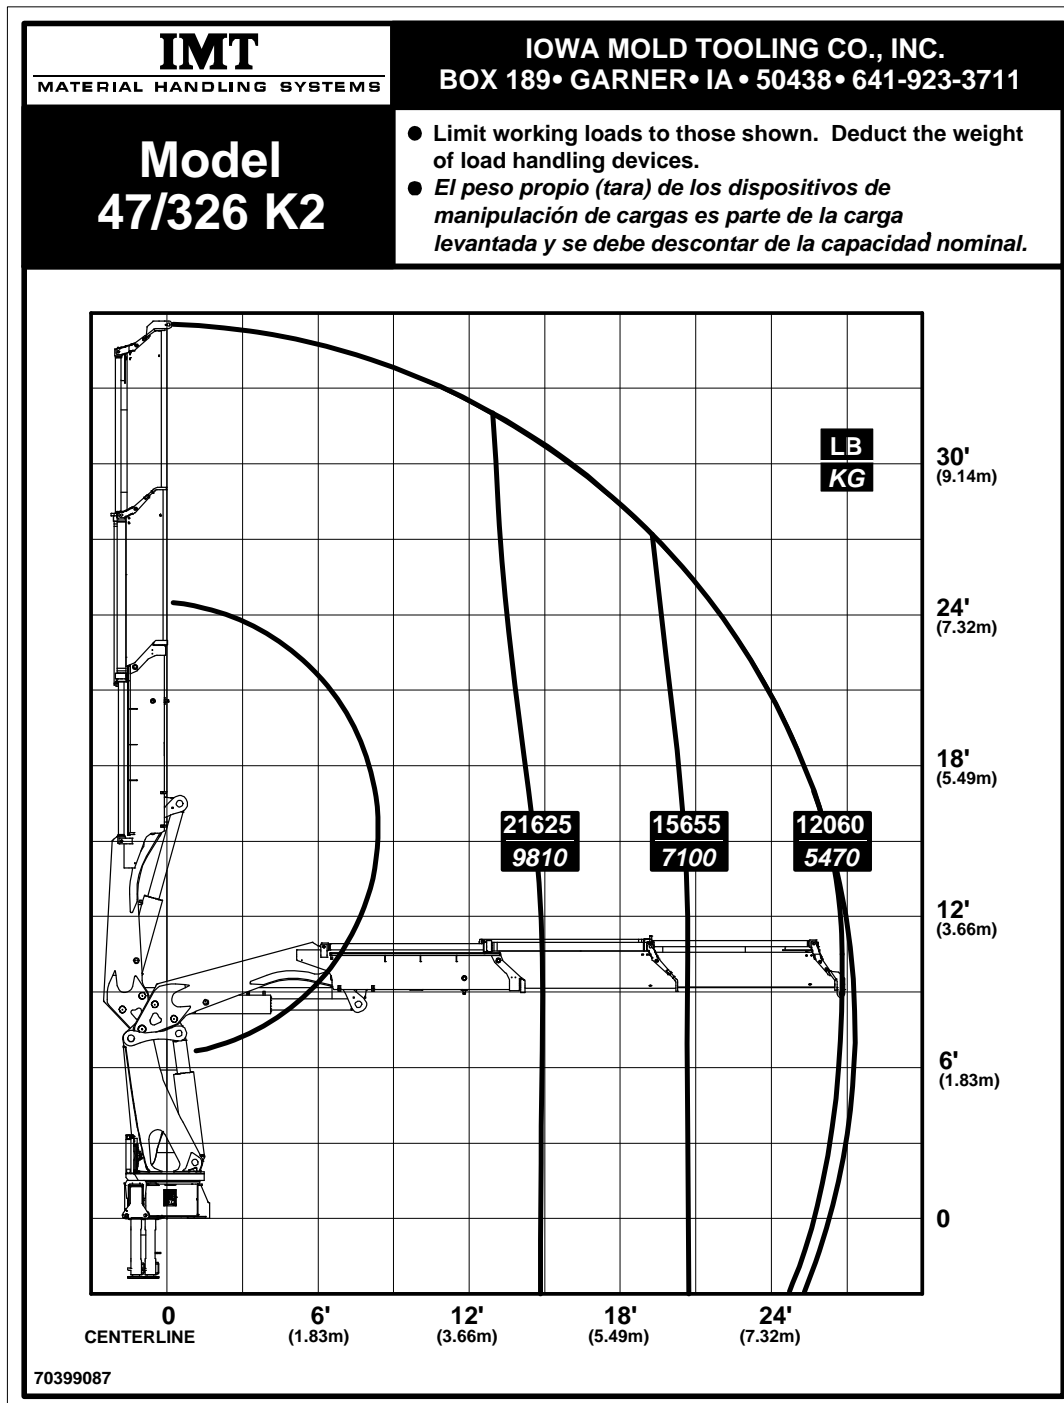 IMT
MATERIAL HANDLING SYSTEMS
IOWA MOLD TOOLING CO., INC.
BOX 189• GARNER• IA • 50438• 641-923-3711
Model
47/326 K2
● Limit working loads to those shown.  Deduct the weight
of load handling devices.
● El peso propio (tara) de los dispositivos de
manipulación de cargas es parte de la carga
levantada y se debe descontar de la capacidad nominal.
LB
KG
30'
(9.14m)
24'
(7.32m)
18'
(5.49m)
21625
9810
15655
7100
12060
5470
12'
(3.66m)
6'
(1.83m)
0
0
CENTERLINE
6'
(1.83m)
12'
(3.66m)
18'
(5.49m)
24'
(7.32m)
70399087